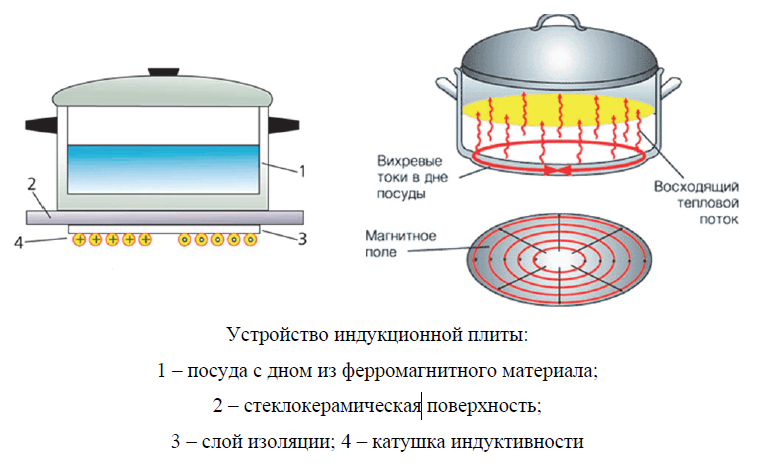 1
2
3
4
Вихревые
токи в дне
посуды
Восходящий
тепловой
поток
Магнитное
поле
Устройство индукционной плиты:
1 – посуда с дном из ферромагнитного материала;
2 – стеклокерамическая поверхность;
3 – слой изоляции; 4 – катушка индуктивности